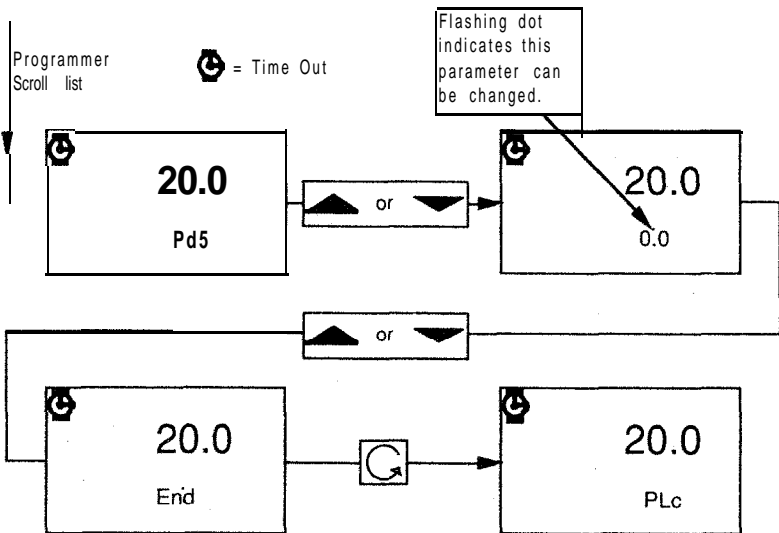 Programmer
Scroll list
= Time Out
Flashing dot
indicates this
parameter can
be changed.
20.0
Pd5
or
20.0
0.0
or
20.0
End
20.0
PLc